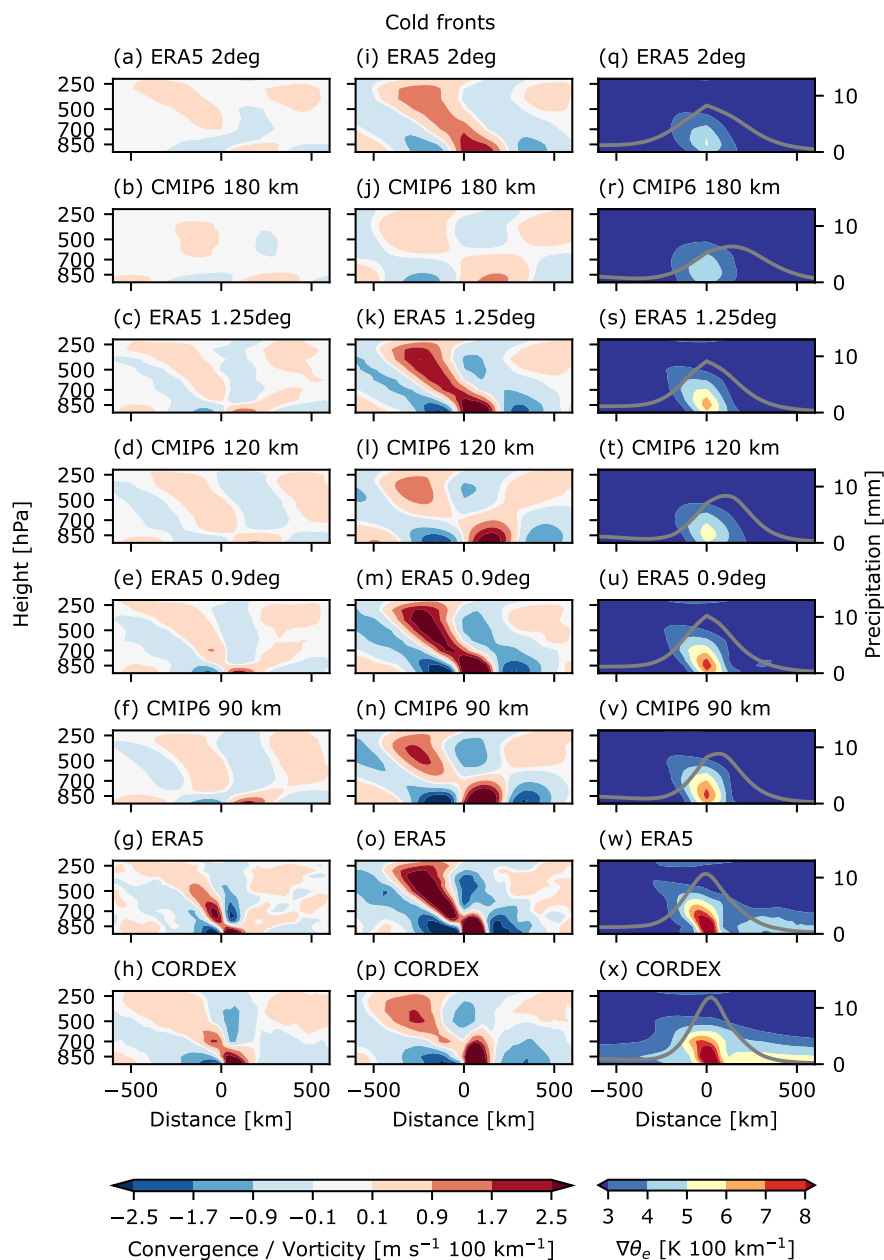 Cold fronts
(a) ERA5 2deg
(i) ERA5 2deg
(q) ERA5 2deg
250
500
700
850
10
0
(b) CMIP6 180 km
(j) CMIP6 180 km
(r) CMIP6 180 km
250
500
850
10
0
(c) ERA5 1.25deg
(k) ERA5 1.25deg
(s) ERA5 1.25deg
250
500
700
850
10
0
(d) CMIP6 120 km
(l) CMIP6 120 km
(t) CMIP6 120 km
250
500
700
850
10
0
Height [hPa]
Precipitation [mm]
(e) ERA5 0.9deg
(m) ERA5 0.9deg
(u) ERA5 0.9deg
250
500
700
850
10
0
(f) CMIP6 90 km
(n) CMIP6 90 km
(v) CMIP6 90 km
250
500
700
850
10
0
(g) ERA5
(o) ERA5
(w) ERA5
250
500
700
850
10
0
(h) CORDEX
(p) CORDEX
(x) CORDEX
250
500
850
10
0
−500 0 500
−500 0 500
−500 0 500
Distance [km]
Distance [km]
Distance [km]
−2.5 −1.7 −0.9 −0.1 0.1 0.9 1.7 2.5
3 4 5 6 7 8
Convergence / Vorticity [m s⁻¹ 100 km⁻¹]
∇θₑ [K 100 km⁻¹]